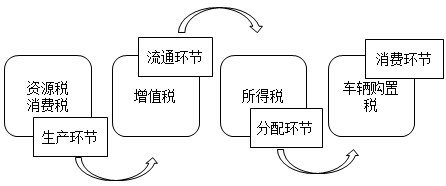 资源税
消费税
生产环节
流通环节
增值税
所得税
分配环节
消费环节
车辆购置
税